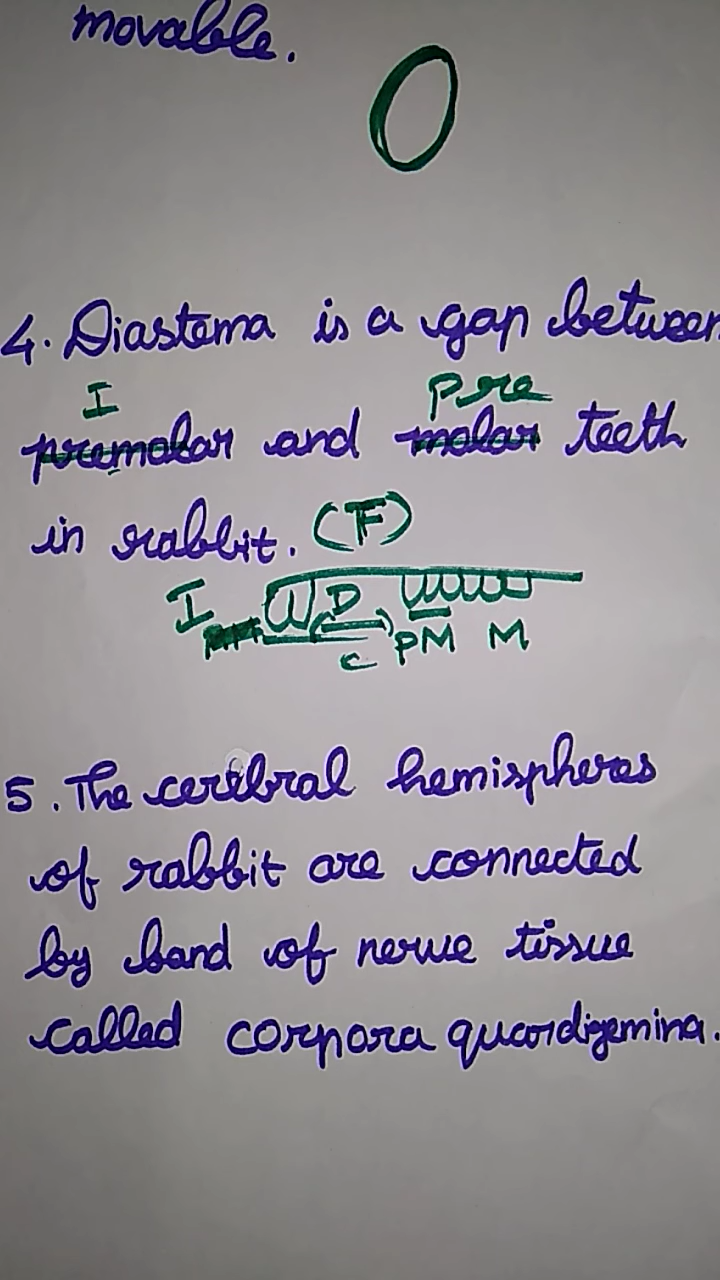 movable.
4. Diastema is a gap between
I Pre
premolar and molar teeth
in rabbit. (F)
I D
C PM M
5. The cerebral hemispheres
of rabbit are connected
by band of nerve tissue
called corpora quordigemina.